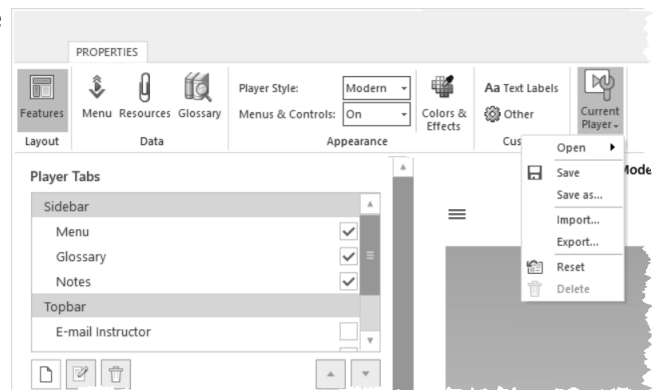 e
PROPERTIES
Features
Menu Resources Glossary
Player Style: Modern
Menus & Controls: On
Colors & Effects
Aa Text Labels
Other
Current Player
Layout Data Appearance Cus
Open
Save
Save as...
Import...
Export...
Reset
Delete
Mode
Player Tabs
Sidebar
Menu
Glossary
Notes
Topbar
E-mail Instructor